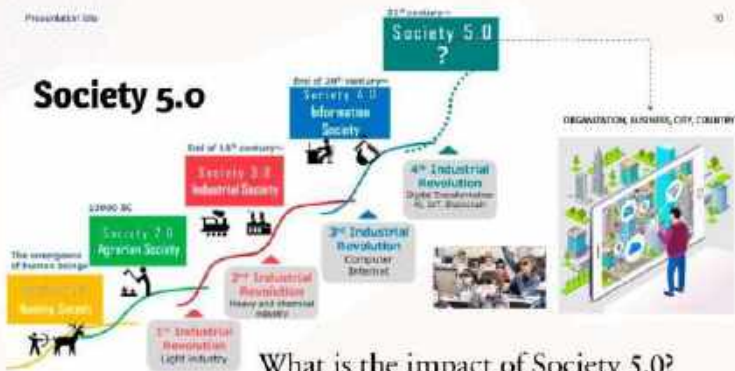 Presentation title
10
Society 5.0
21st century~
Society 5.0
?
End of 20th century~
Society 4.0
Information
Society
End of 18th century~
Society 3.0
Industrial Society
13000 BC
Society 2.0
Agrarian Society
The emergence
of human beings
Hunting Society
1st Industrial
Revolution
Light industry
2nd Industrial
Revolution
Heavy and chemical
industry
3rd Industrial
Revolution
Computer
Internet
4th Industrial
Revolution
Digital Transformation
AI, IoT, Blockchain
ORGANIZATION, BUSINESS, CITY, COUNTRY
What is the impact of Society 5.0?